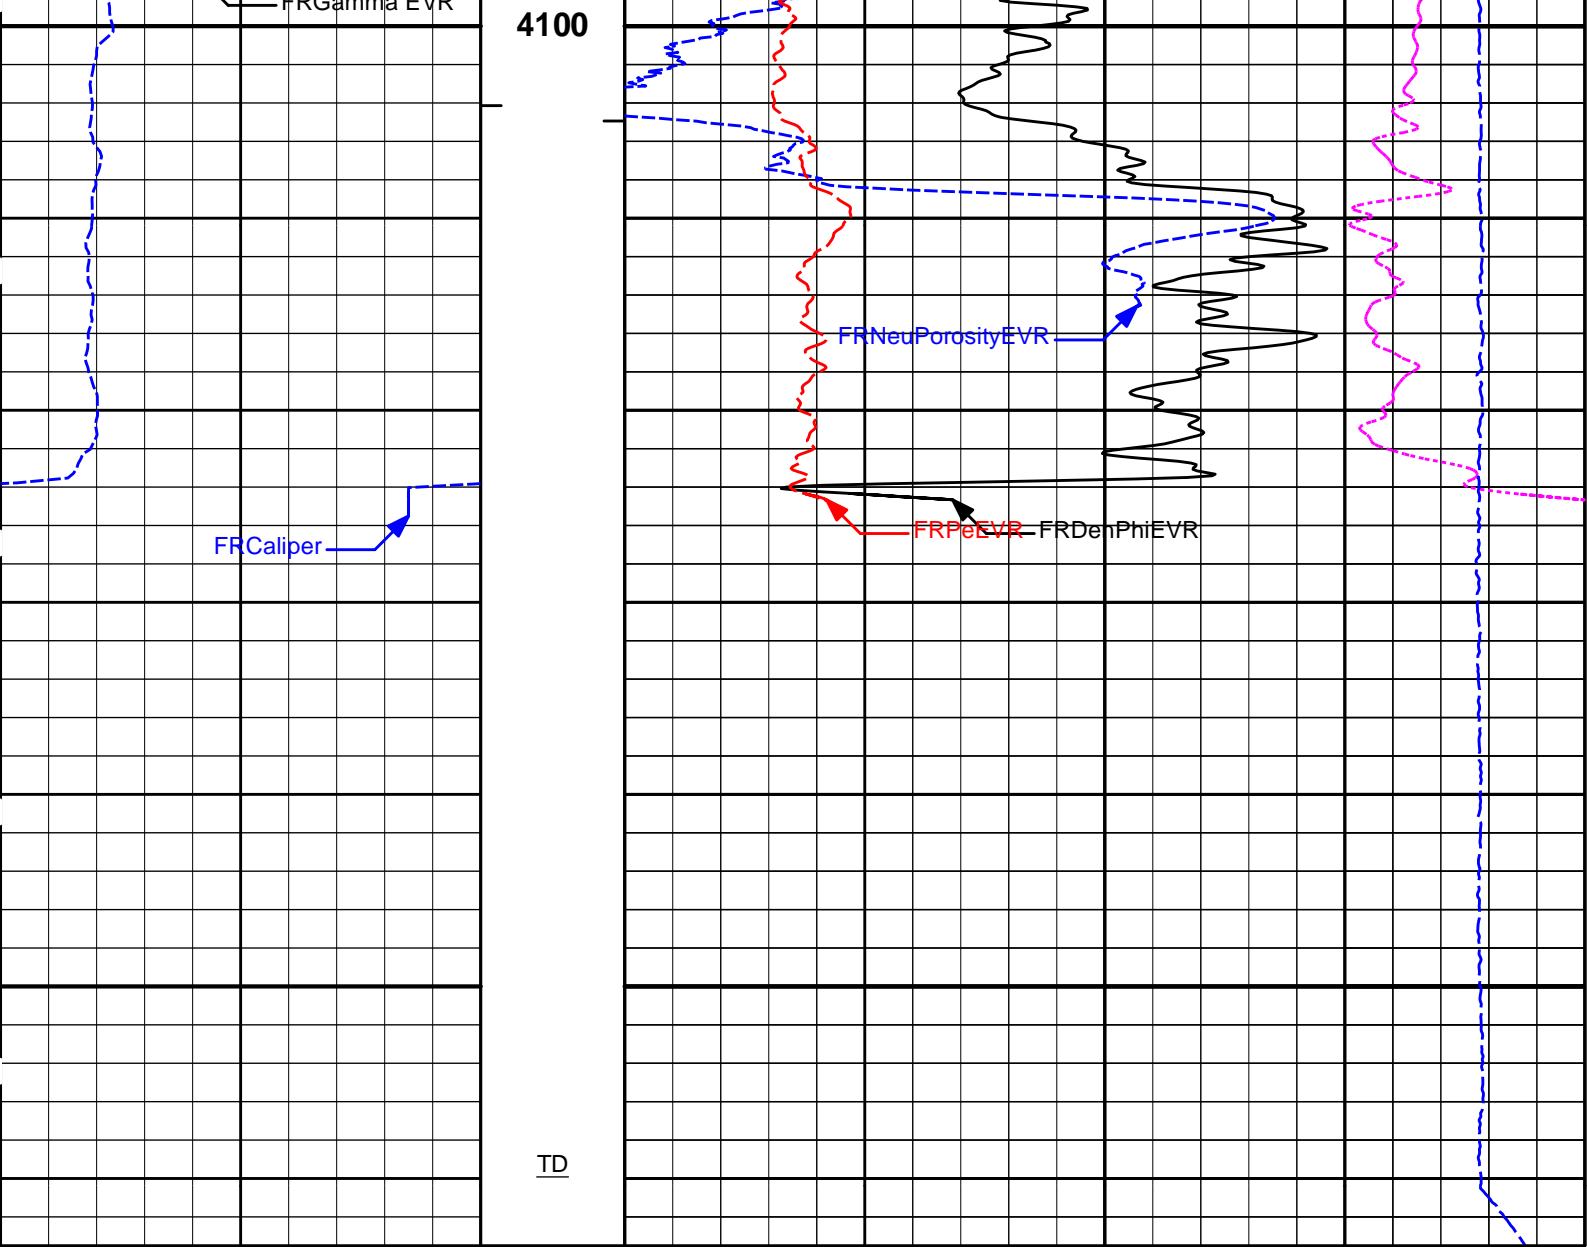 FRGamma EVR
4100
FRNeuPorosityEVR
FRPeEVR
FRDenPhiEVR
FRCaliper
TD